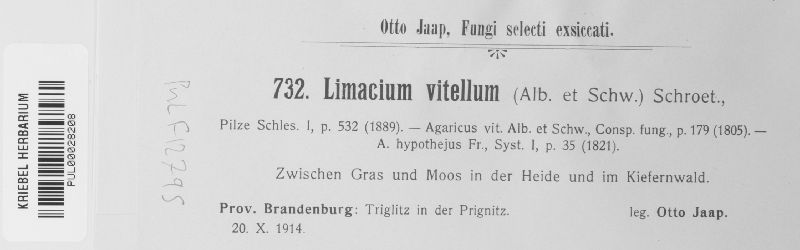 Otto Jaap, Fungi selecti exsiccati.
732. Limacium vitellum (Alb. et Schw.) Schroet.,
Pilze Schles. I, p. 532 (1889). — Agaricus vit. Alb. et Schw., Consp. fung., p. 179 (1805). —
A. hypothejus Fr., Syst. I, p. 35 (1821).
Zwischen Gras und Moos in der Heide und im Kiefernwald.
Prov. Brandenburg: Triglitz in der Prignitz. leg. Otto Jaap.
20. X. 1914.
KRIEBEL HERBARIUM
PUL00028208
PUL F12795